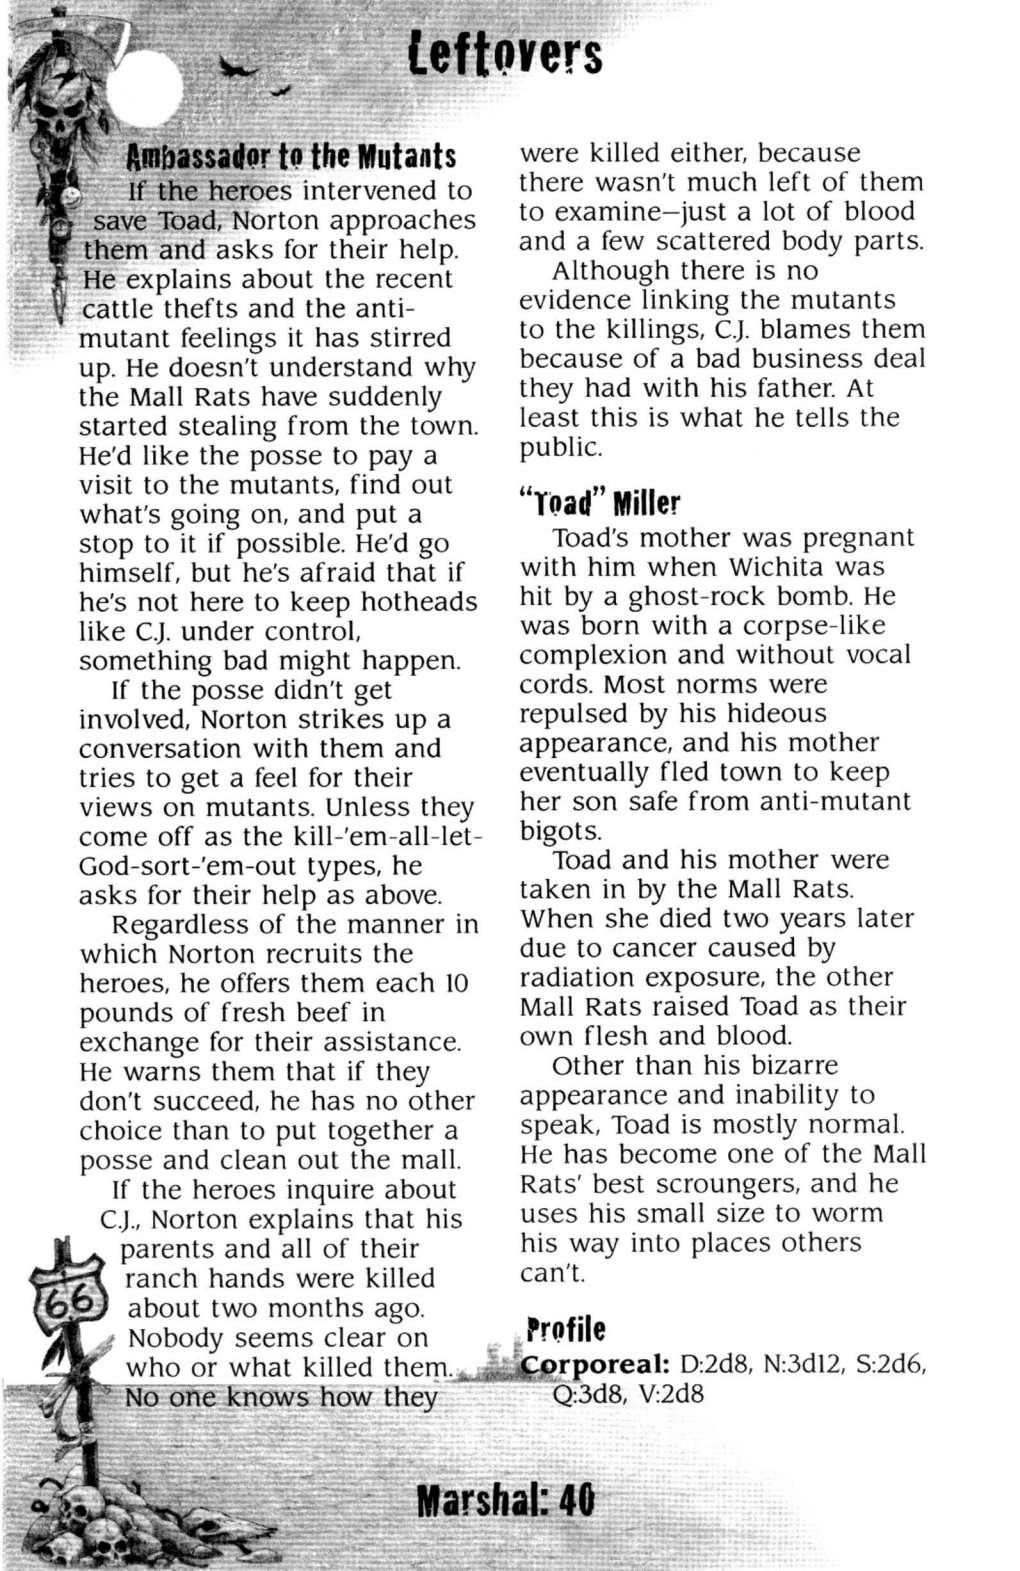 Leftovers
Ambassador to the Mutants
If the heroes intervened to
save Toad, Norton approaches
them and asks for their help.
He explains about the recent
cattle thefts and the anti-
mutant feelings it has stirred
up. He doesn't understand why
the Mall Rats have suddenly
started stealing from the town.
He'd like the posse to pay a
visit to the mutants, find out
what's going on, and put a
stop to it if possible. He'd go
himself, but he's afraid that if
he's not here to keep hotheads
like C.J. under control,
something bad might happen.
If the posse didn't get
involved, Norton strikes up a
conversation with them and
tries to get a feel for their
views on mutants. Unless they
come off as the kill-'em-all-let-
God-sort-'em-out types, he
asks for their help as above.
Regardless of the manner in
which Norton recruits the
heroes, he offers them each 10
pounds of fresh beef in
exchange for their assistance.
He warns them that if they
don't succeed, he has no other
choice than to put together a
posse and clean out the mall.
If the heroes inquire about
C.J., Norton explains that his
parents and all of their
ranch hands were killed
about two months ago.
Nobody seems clear on
who or what killed them.
No one knows how they
66
were killed either, because
there wasn't much left of them
to examine—just a lot of blood
and a few scattered body parts.
Although there is no
evidence linking the mutants
to the killings, C.J. blames them
because of a bad business deal
they had with his father. At
least this is what he tells the
public.
"Toad" Miller
Toad's mother was pregnant
with him when Wichita was
hit by a ghost-rock bomb. He
was born with a corpse-like
complexion and without vocal
cords. Most norms were
repulsed by his hideous
appearance, and his mother
eventually fled town to keep
her son safe from anti-mutant
bigots.
Toad and his mother were
taken in by the Mall Rats.
When she died two years later
due to cancer caused by
radiation exposure, the other
Mall Rats raised Toad as their
own flesh and blood.
Other than his bizarre
appearance and inability to
speak, Toad is mostly normal.
He has become one of the Mall
Rats' best scroungers, and he
uses his small size to worm
his way into places others
can't.
Profile
Corporeal: D:2d8, N:3d12, S:2d6,
Q:3d8, V:2d8
Marshal: 40